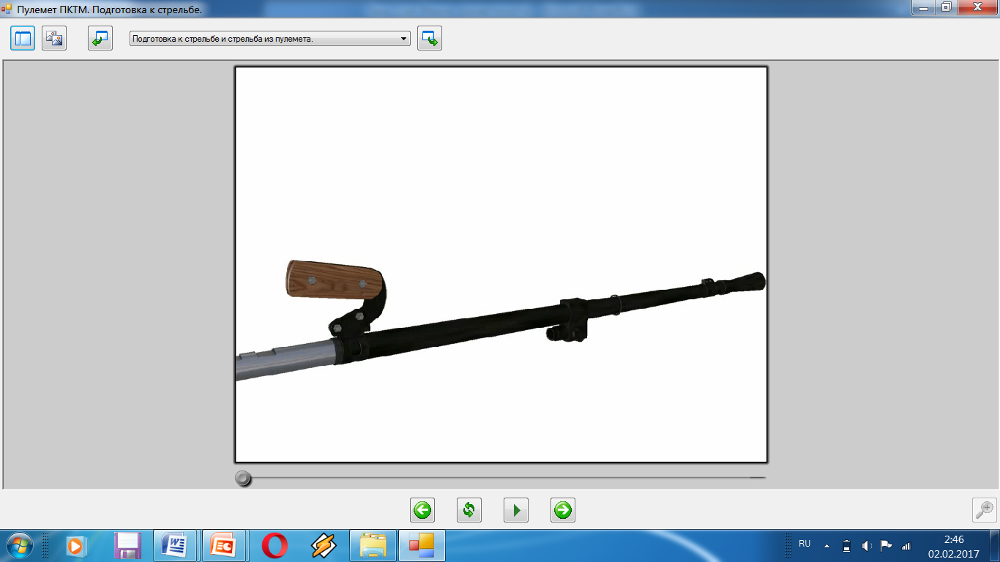 Пулемет ПКТМ. Подготовка к стрельбе.
Подготовка к стрельбе и стрельба из пулемета.
RU
2:46
02.02.2017